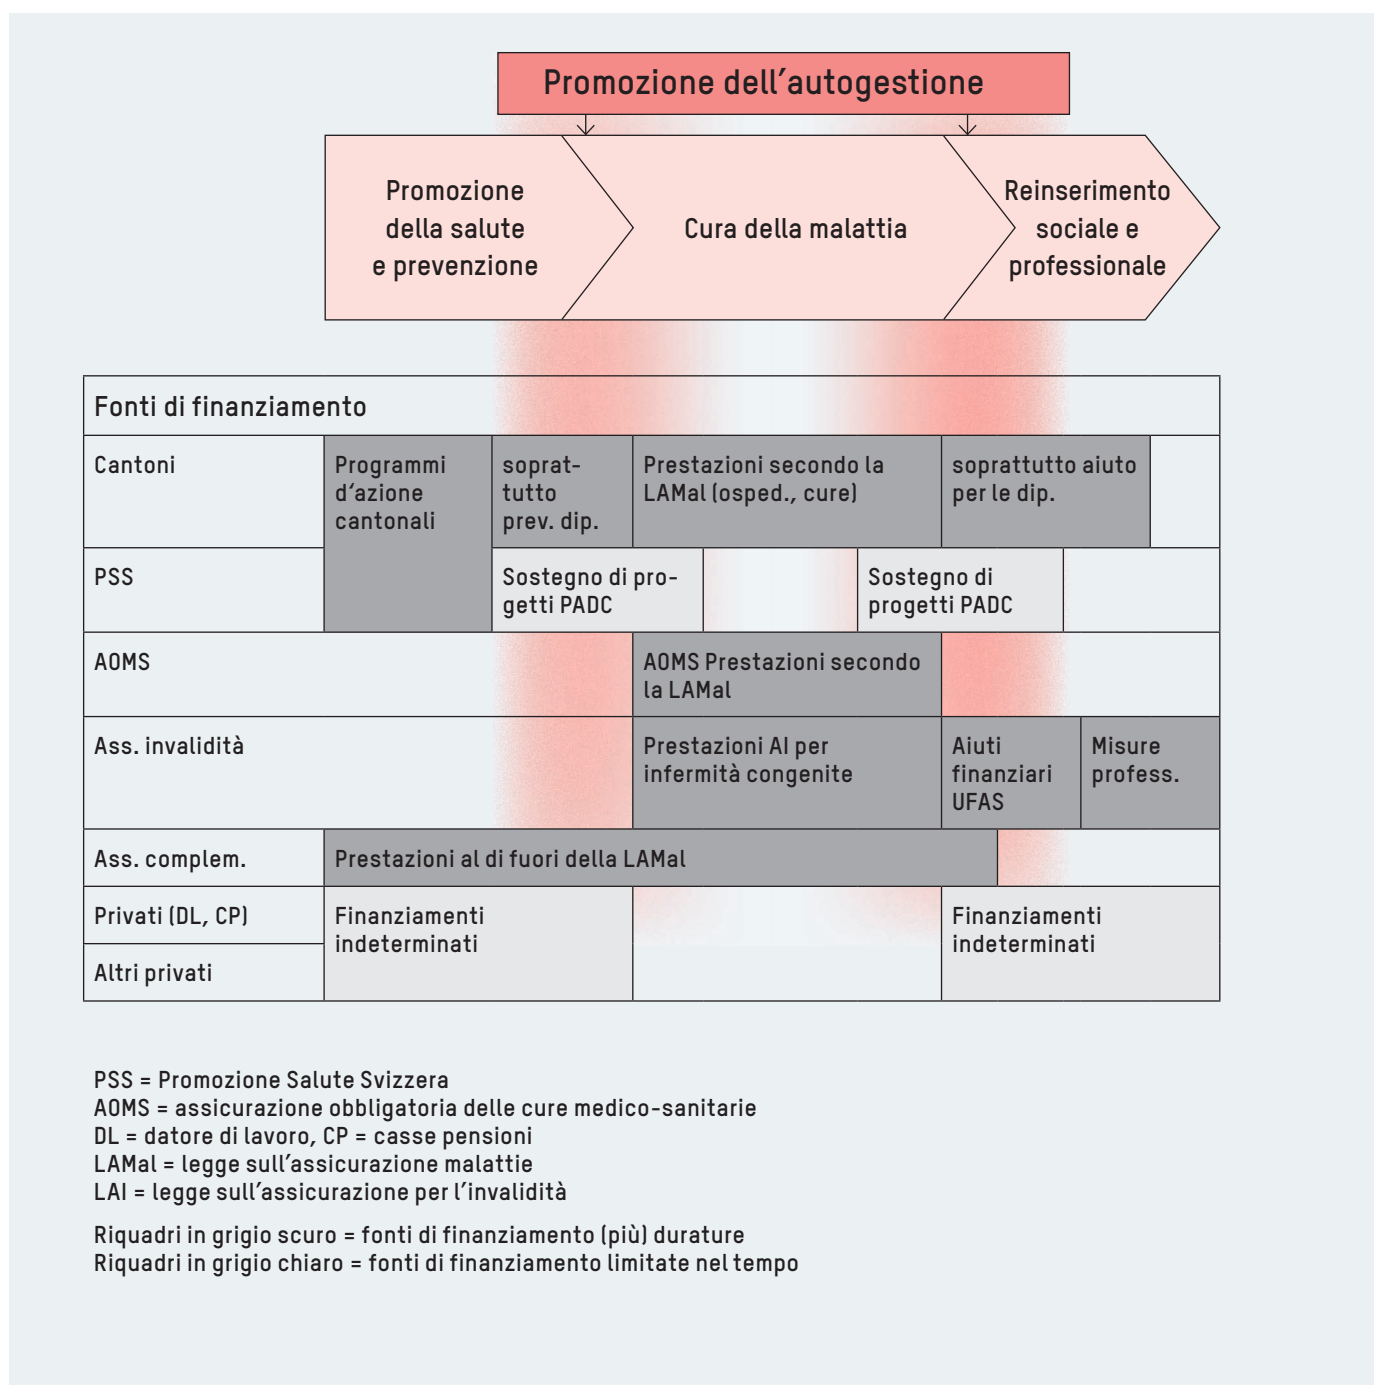 Promozione dell’autogestione
Promozione
della salute
e prevenzione
Cura della malattia
Reinserimento
sociale e
professionale
Fonti di finanziamento
Cantoni
Programmi
d‘azione
cantonali
soprat-
tutto
prev. dip.
Prestazioni secondo la
LAMal (osped., cure)
soprattutto aiuto
per le dip.
PSS
Sostegno di pro-
getti PADC
Sostegno di
progetti PADC
AOMS
AOMS Prestazioni secondo
la LAMal
Ass. invalidità
Prestazioni AI per
infermità congenite
Aiuti
finanziari
UFAS
Misure
profess.
Ass. complem.
Prestazioni al di fuori della LAMal
Privati (DL, CP)
Finanziamenti
indeterminati
Finanziamenti
indeterminati
Altri privati
PSS = Promozione Salute Svizzera
AOMS = assicurazione obbligatoria delle cure medico-sanitarie
DL = datore di lavoro, CP = casse pensioni
LAMal = legge sull’assicurazione malattie
LAI = legge sull’assicurazione per l’invalidità
Riquadri in grigio scuro = fonti di finanziamento (più) durature
Riquadri in grigio chiaro = fonti di finanziamento limitate nel tempo